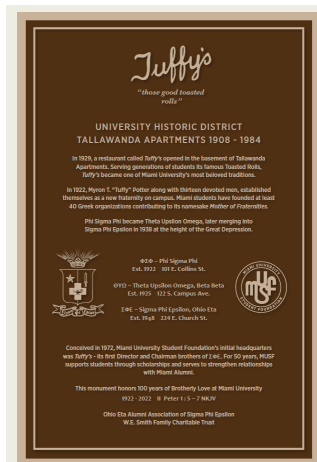 Tuffy's
"those good toasted
rolls"
UNIVERSITY HISTORIC DISTRICT
TALLAWANDA APARTMENTS 1908 - 1984
In 1929, a restaurant called Tuffy's opened in the basement of Tallawanda
Apartments. Serving generations of students its famous Toasted Rolls,
Tuffy's became one of Miami University's most beloved traditions.
In 1922, Myron T. "Tuffy" Potter along with thirteen devoted men, established
themselves as a new fraternity on campus. Miami students have founded at least
40 Greek organizations contributing to its namesake Mother of Fraternities.
Phi Sigma Phi became Theta Upsilon Omega, later merging into
Sigma Phi Epsilon in 1938 at the height of the Great Depression.
ΦΣΦ – Phi Sigma Phi
Est. 1922 101 E. Collins St.
ΘΥΩ – Theta Upsilon Omega, Beta Beta
Est. 1925 122 S. Campus Ave.
ΣΦΕ – Sigma Phi Epsilon, Ohio Eta
Est. 1948 224 E. Church St.
MIAMI UNIVERSITY
MUSF
STUDENT FOUNDATION
Conceived in 1972, Miami University Student Foundation's initial headquarters
was Tuffy's - its first Director and Chairman brothers of ΣΦΕ. For 50 years, MUSF
supports students through scholarships and serves to strengthen relationships
with Miami Alumni.
This monument honors 100 years of Brotherly Love at Miami University
1922 - 2022 II Peter 1 : 5 – 7 NKJV
Ohio Eta Alumni Association of Sigma Phi Epsilon
W.E. Smith Family Charitable Trust